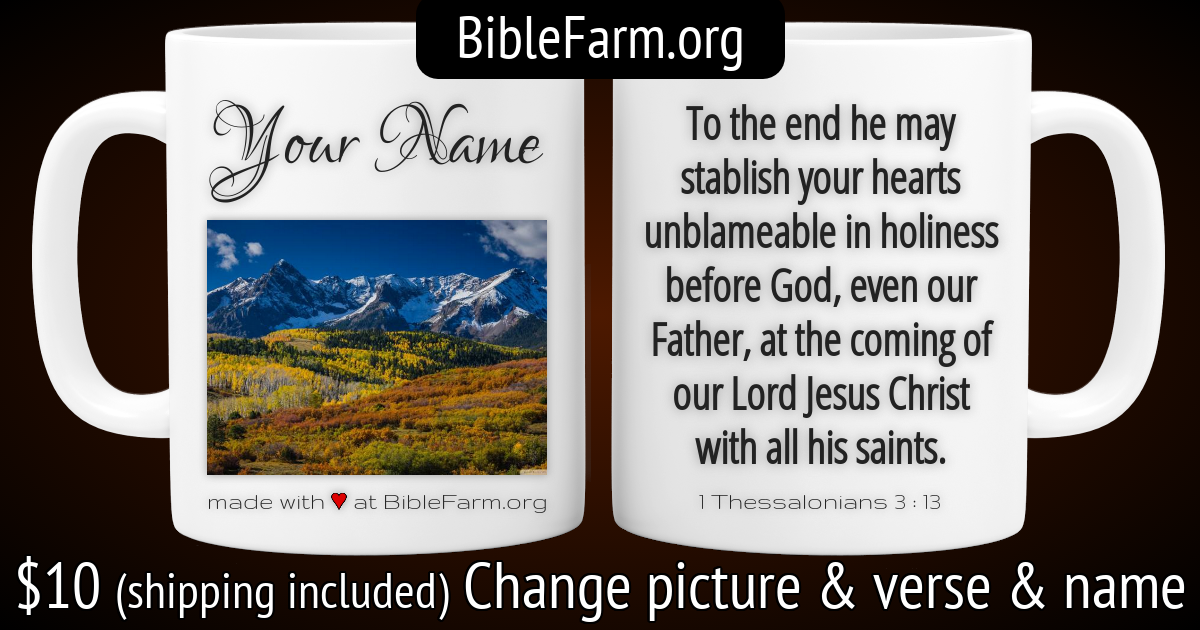 BibleFarm.org
Your Name
made with ❤ at BibleFarm.org
To the end he may
stablish your hearts
unblameable in holiness
before God, even our
Father, at the coming of
our Lord Jesus Christ
with all his saints.
1 Thessalonians 3 : 13
$10 (shipping included) Change picture & verse & name